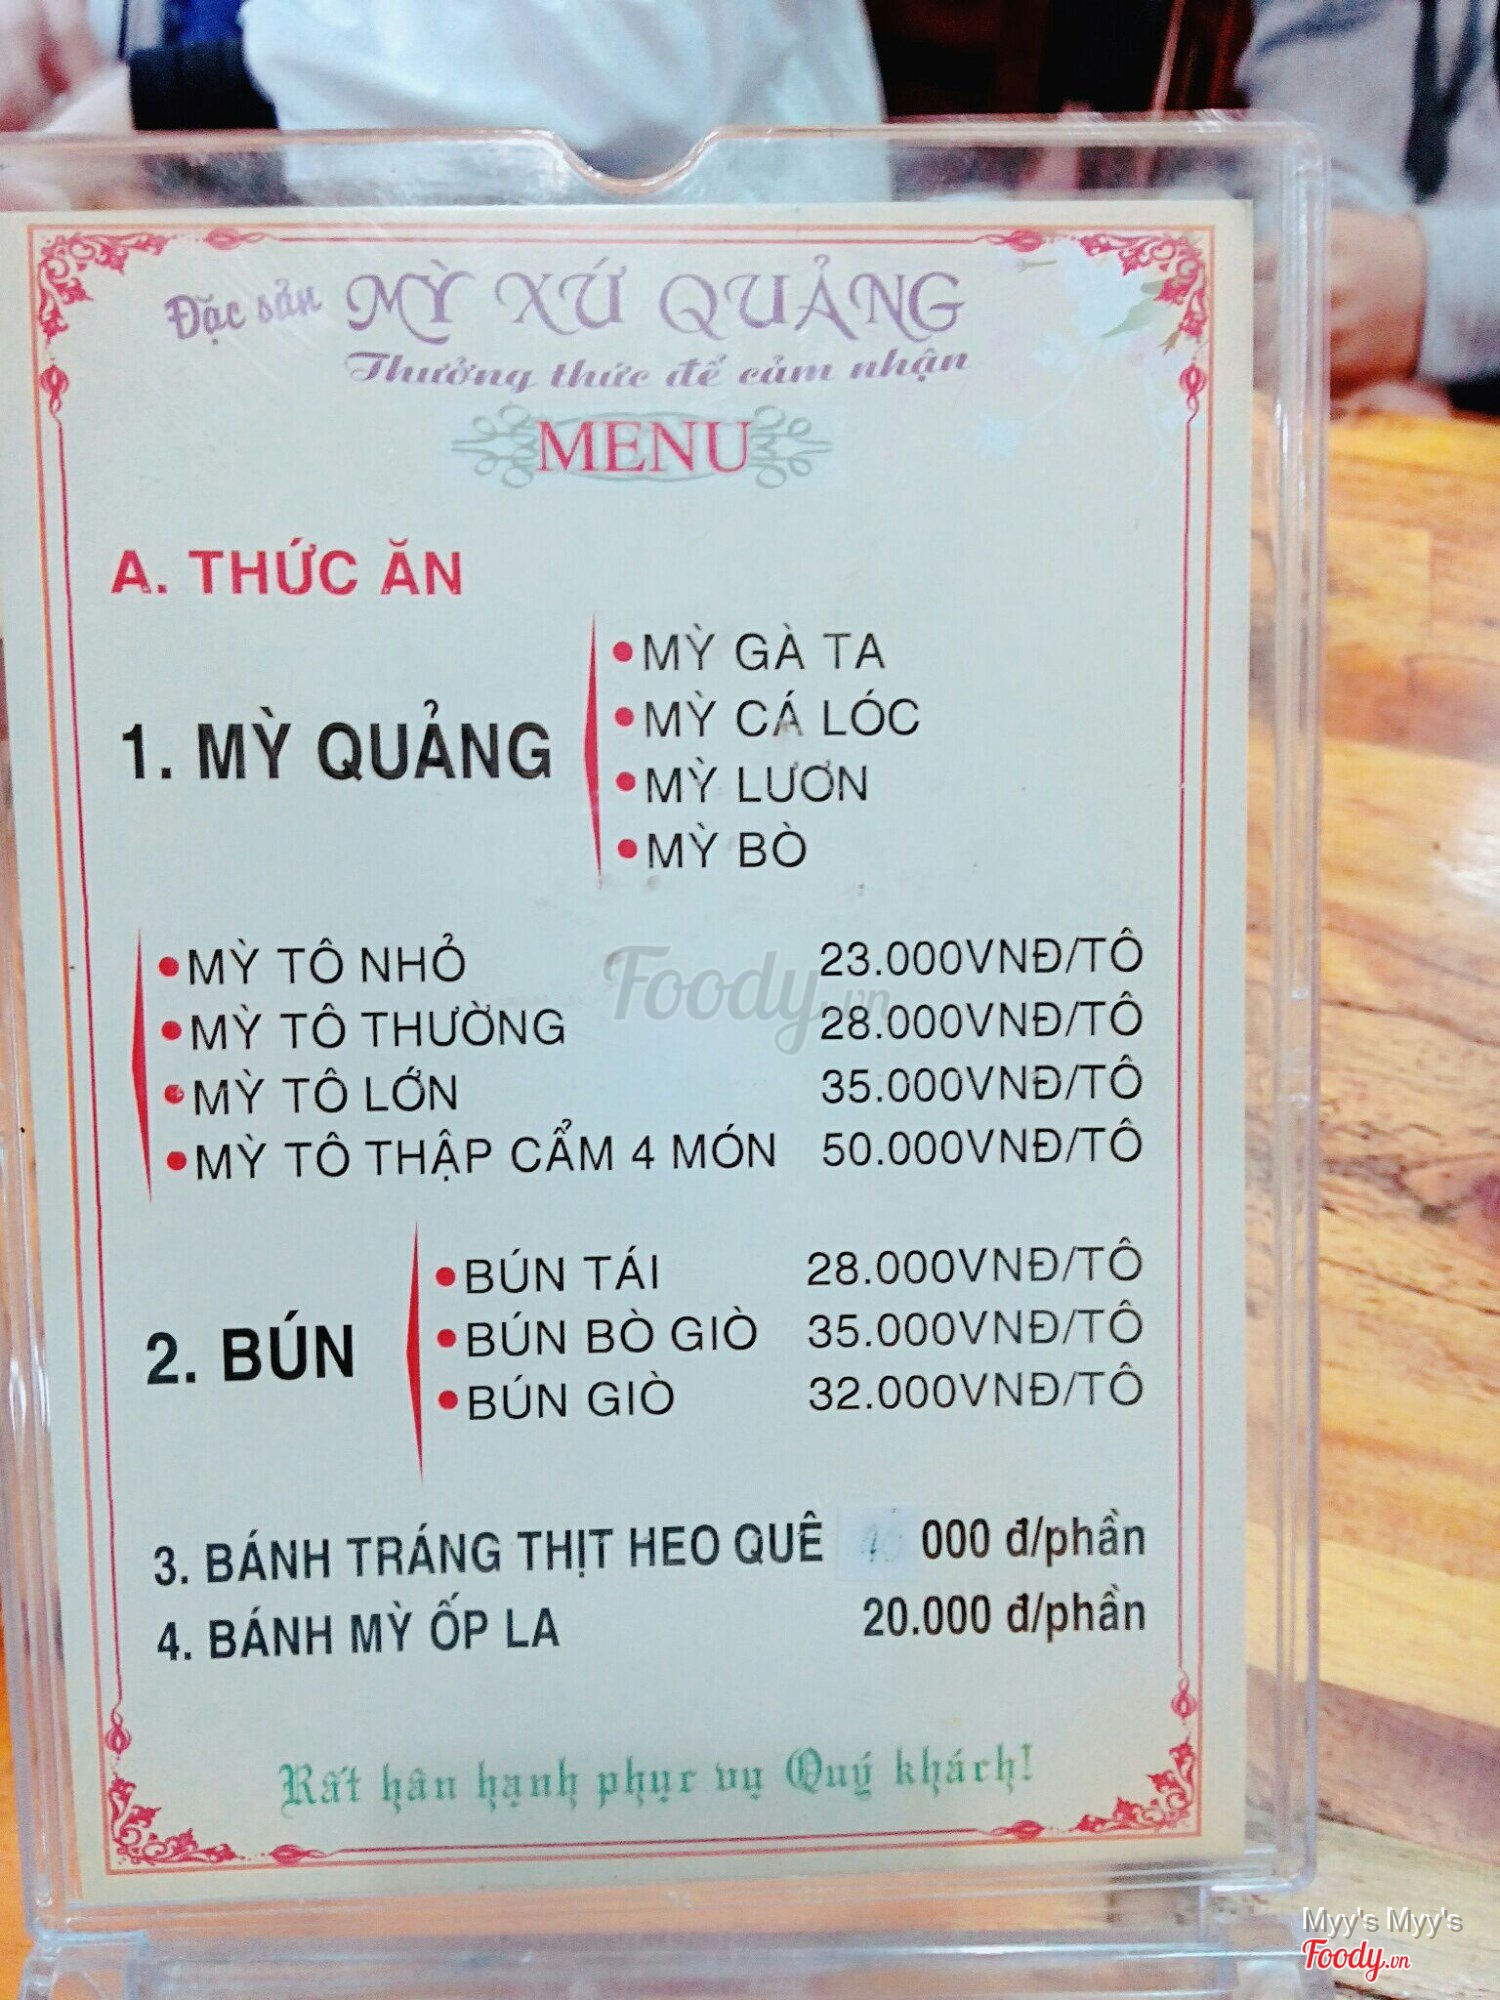 Đặc sản MỲ XỨ QUẢNG
Thưởng thức để cảm nhận
MENU
A. THỨC ĂN
1. MỲ QUẢNG
•MỲ GÀ TA
•MỲ CÁ LÓC
•MỲ LƯƠN
•MỲ BÒ
•MỲ TÔ NHỎ 23.000VNĐ/TÔ
•MỲ TÔ THƯỜNG 28.000VNĐ/TÔ
•MỲ TÔ LỚN 35.000VNĐ/TÔ
•MỲ TÔ THẬP CẨM 4 MÓN 50.000VNĐ/TÔ
2. BÚN
•BÚN TÁI 28.000VNĐ/TÔ
•BÚN BÒ GIÒ 35.000VNĐ/TÔ
•BÚN GIÒ 32.000VNĐ/TÔ
3. BÁNH TRÁNG THỊT HEO QUÊ 000 đ/phần
4. BÁNH MỲ ỐP LA 20.000 đ/phần
Rất hân hạnh phục vụ Quý khách!
Foody.vn
Myy's Myy's
Foody.vn